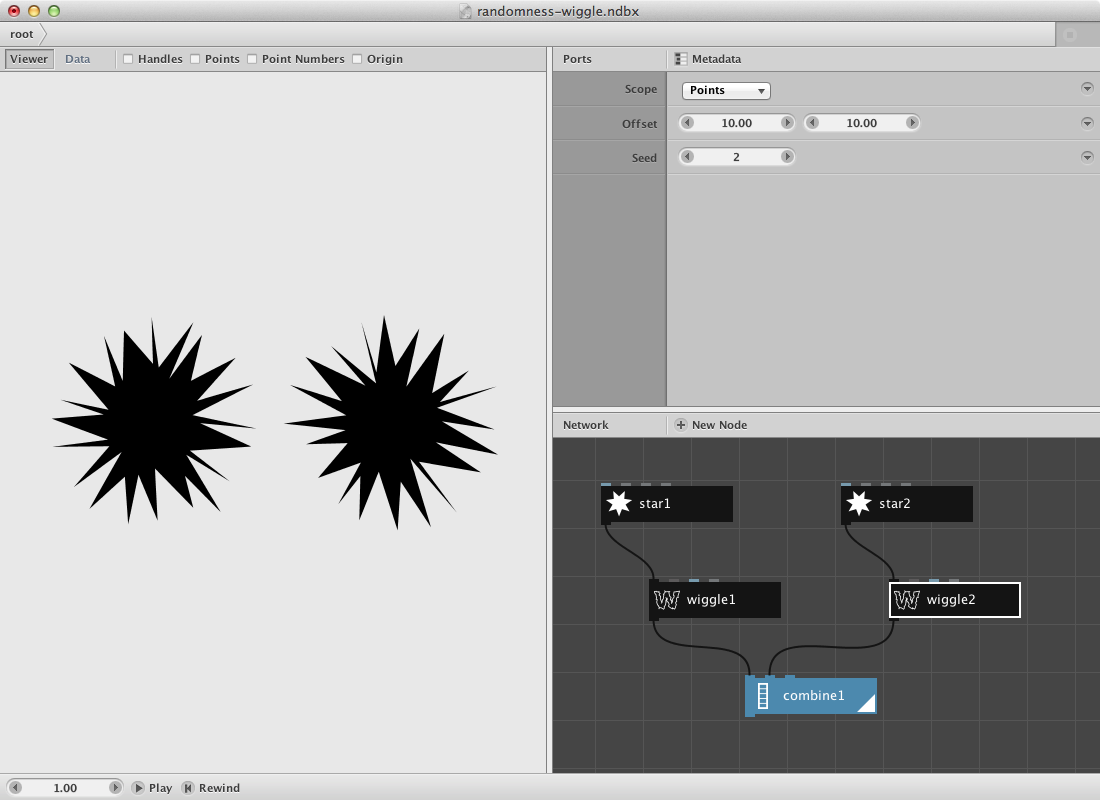 randomness-wiggle.ndbx
root
Viewer Data Handles Points Point Numbers Origin
Ports Metadata
Scope Points
Offset 10.00 10.00
Seed 2
Network New Node
star1 star2
wiggle1 wiggle2
combine1
1.00 Play Rewind